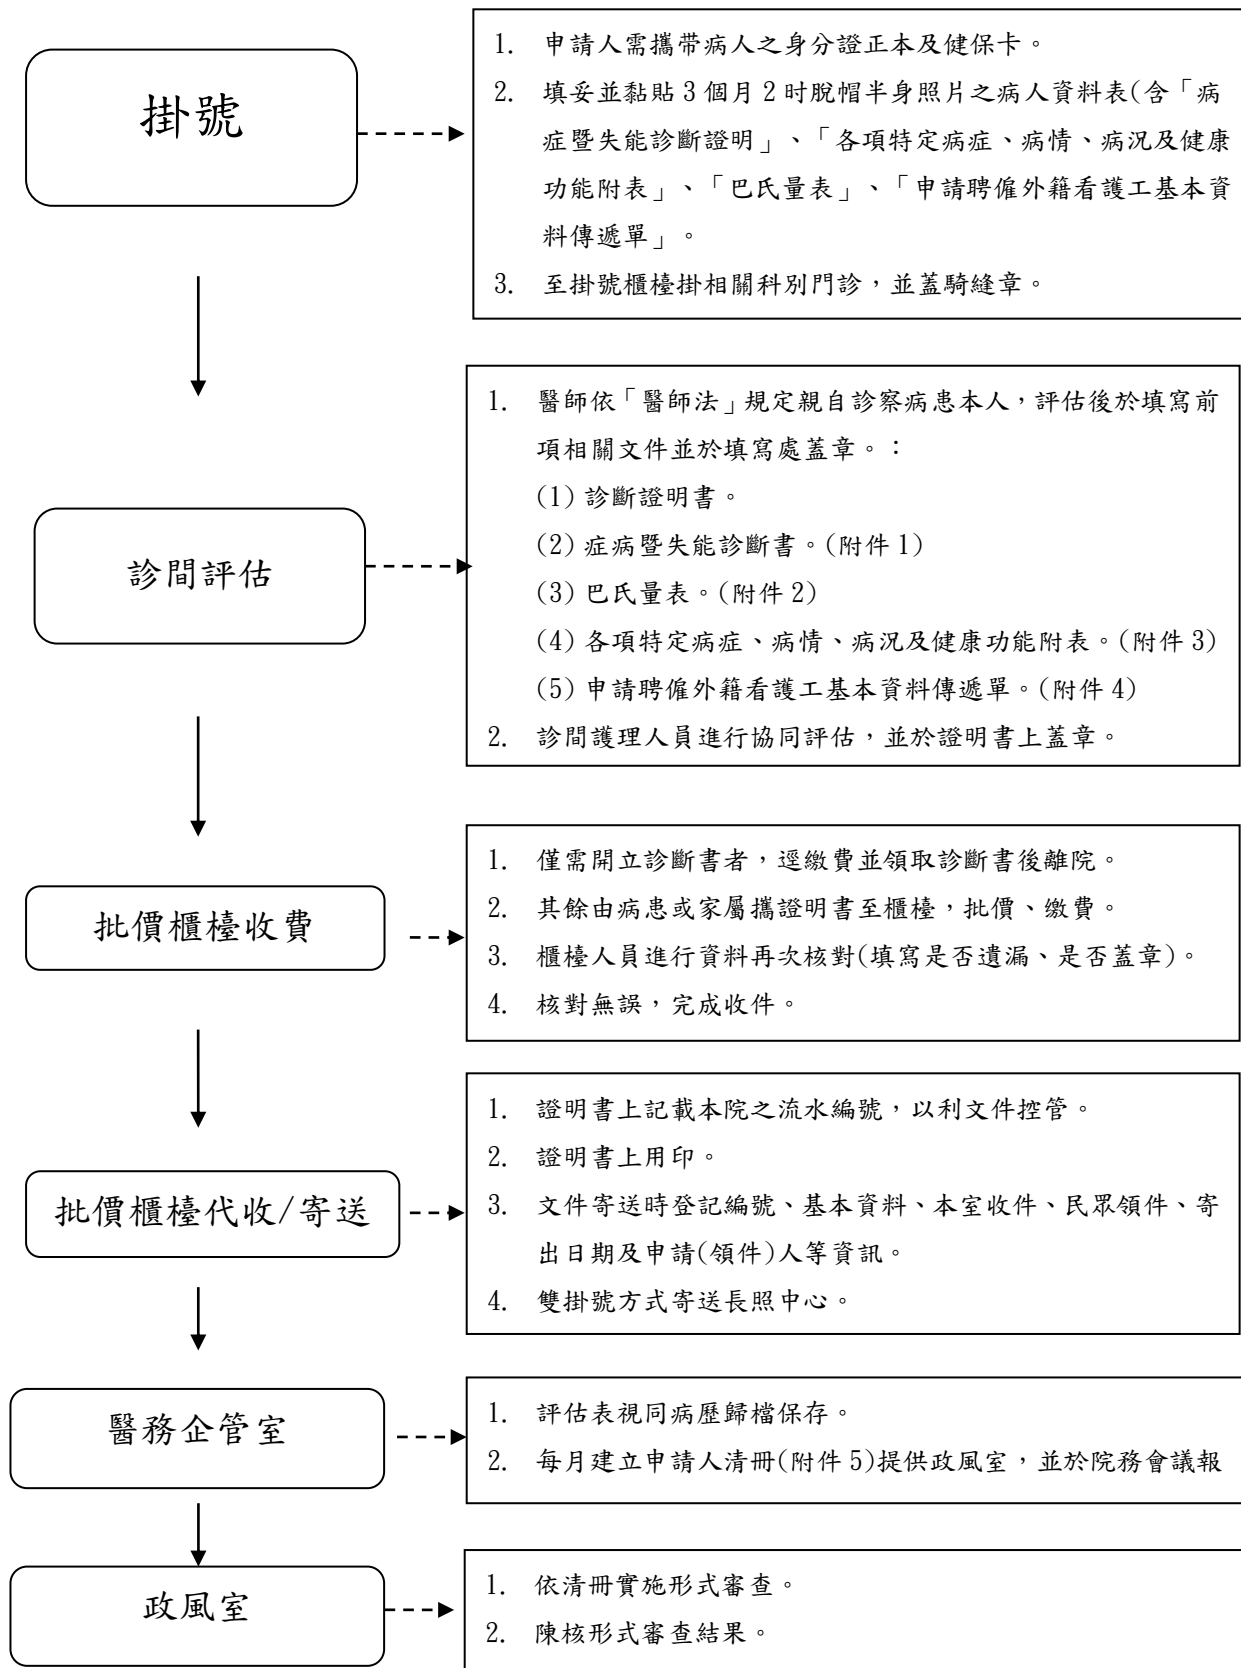 掛號
1. 申請人需攜带病人之身分證正本及健保卡。
2. 填妥並黏貼 3 個月 2 吋脫帽半身照片之病人資料表(含「病
症暨失能診斷證明」、「各項特定病症、病情、病況及健康
功能附表」、「巴氏量表」、「申請聘僱外籍看護工基本資
料傳遞單」。
3. 至掛號櫃檯掛相關科別門診，並蓋騎縫章。
診間評估
1. 醫師依「醫師法」規定親自診察病患本人，評估後於填寫前
項相關文件並於填寫處蓋章。：
(1) 診斷證明書。
(2) 症病暨失能診斷書。(附件 1)
(3) 巴氏量表。(附件 2)
(4) 各項特定病症、病情、病況及健康功能附表。(附件 3)
(5) 申請聘僱外籍看護工基本資料傳遞單。(附件 4)
2. 診間護理人員進行協同評估，並於證明書上蓋章。
批價櫃檯收費
1. 僅需開立診斷書者，逕繳費並領取診斷書後離院。
2. 其餘由病患或家屬攜證明書至櫃檯，批價、繳費。
3. 櫃檯人員進行資料再次核對(填寫是否遺漏、是否蓋章)。
4. 核對無誤，完成收件。
批價櫃檯代收/寄送
1. 證明書上記載本院之流水編號，以利文件控管。
2. 證明書上用印。
3. 文件寄送時登記編號、基本資料、本室收件、民眾領件、寄
出日期及申請(領件)人等資訊。
4. 雙掛號方式寄送長照中心。
醫務企管室
1. 評估表視同病歷歸檔保存。
2. 每月建立申請人清冊(附件 5)提供政風室，並於院務會議報
政風室
1. 依清冊實施形式審查。
2. 陳核形式審查結果。